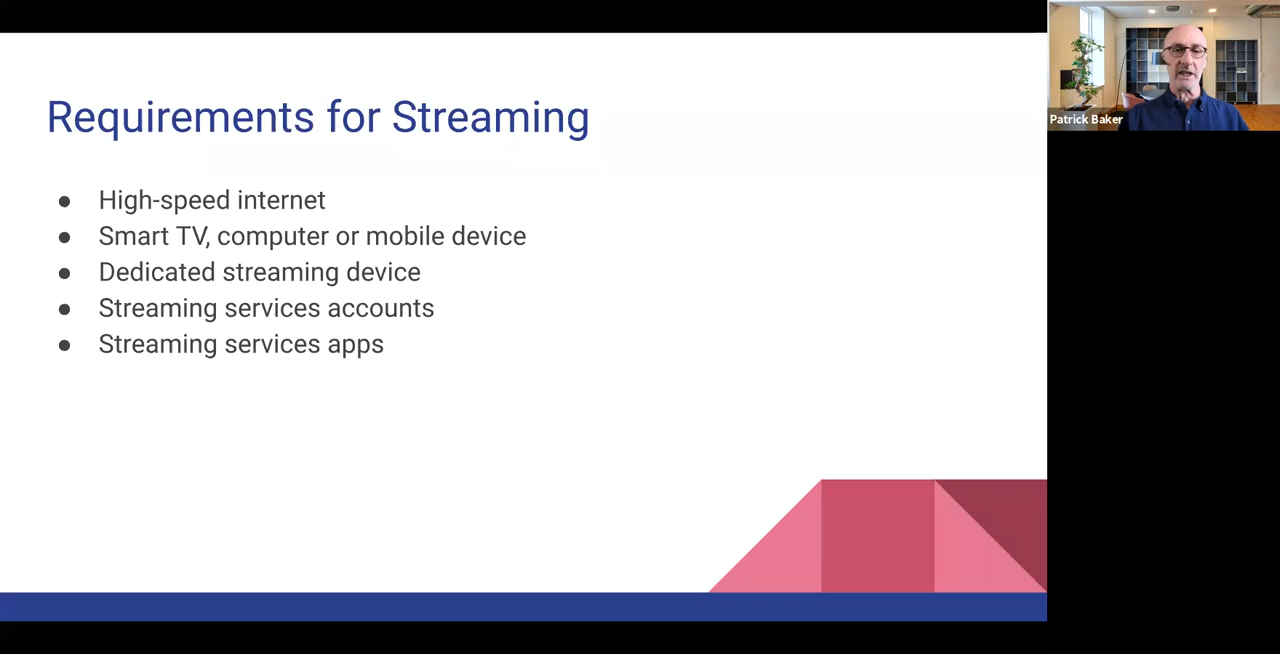 Requirements for Streaming
● High-speed internet
● Smart TV, computer or mobile device
● Dedicated streaming device
● Streaming services accounts
● Streaming services apps
Patrick Baker